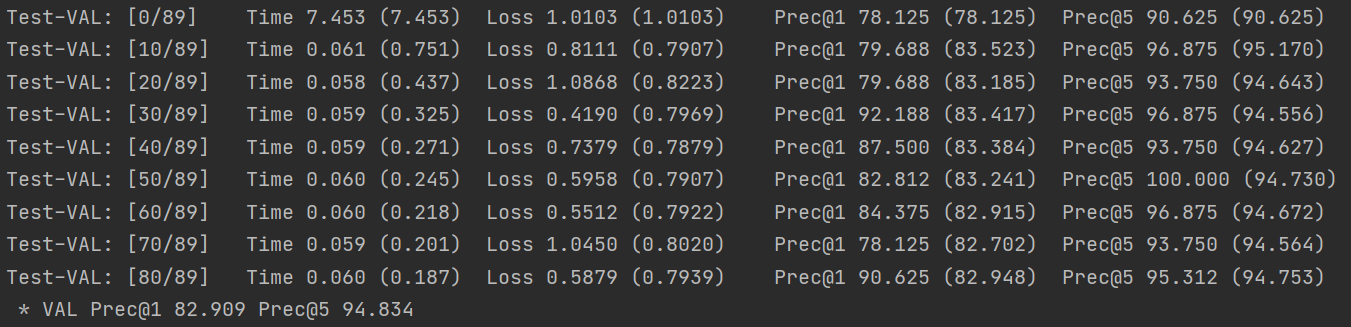 Test-VAL: [0/89]	Time 7.453 (7.453)	Loss 1.0103 (1.0103)	Prec@1 78.125 (78.125)	Prec@5 90.625 (90.625)
Test-VAL: [10/89]	Time 0.061 (0.751)	Loss 0.8111 (0.7907)	Prec@1 79.688 (83.523)	Prec@5 96.875 (95.170)
Test-VAL: [20/89]	Time 0.058 (0.437)	Loss 1.0868 (0.8223)	Prec@1 79.688 (83.185)	Prec@5 93.750 (94.643)
Test-VAL: [30/89]	Time 0.059 (0.325)	Loss 0.4190 (0.7969)	Prec@1 92.188 (83.417)	Prec@5 96.875 (94.556)
Test-VAL: [40/89]	Time 0.059 (0.271)	Loss 0.7379 (0.7879)	Prec@1 87.500 (83.384)	Prec@5 93.750 (94.627)
Test-VAL: [50/89]	Time 0.060 (0.245)	Loss 0.5958 (0.7907)	Prec@1 82.812 (83.241)	Prec@5 100.000 (94.730)
Test-VAL: [60/89]	Time 0.060 (0.218)	Loss 0.5512 (0.7922)	Prec@1 84.375 (82.915)	Prec@5 96.875 (94.672)
Test-VAL: [70/89]	Time 0.059 (0.201)	Loss 1.0450 (0.8020)	Prec@1 78.125 (82.702)	Prec@5 93.750 (94.564)
Test-VAL: [80/89]	Time 0.060 (0.187)	Loss 0.5879 (0.7939)	Prec@1 90.625 (82.948)	Prec@5 95.312 (94.753)
* VAL Prec@1 82.909 Prec@5 94.834